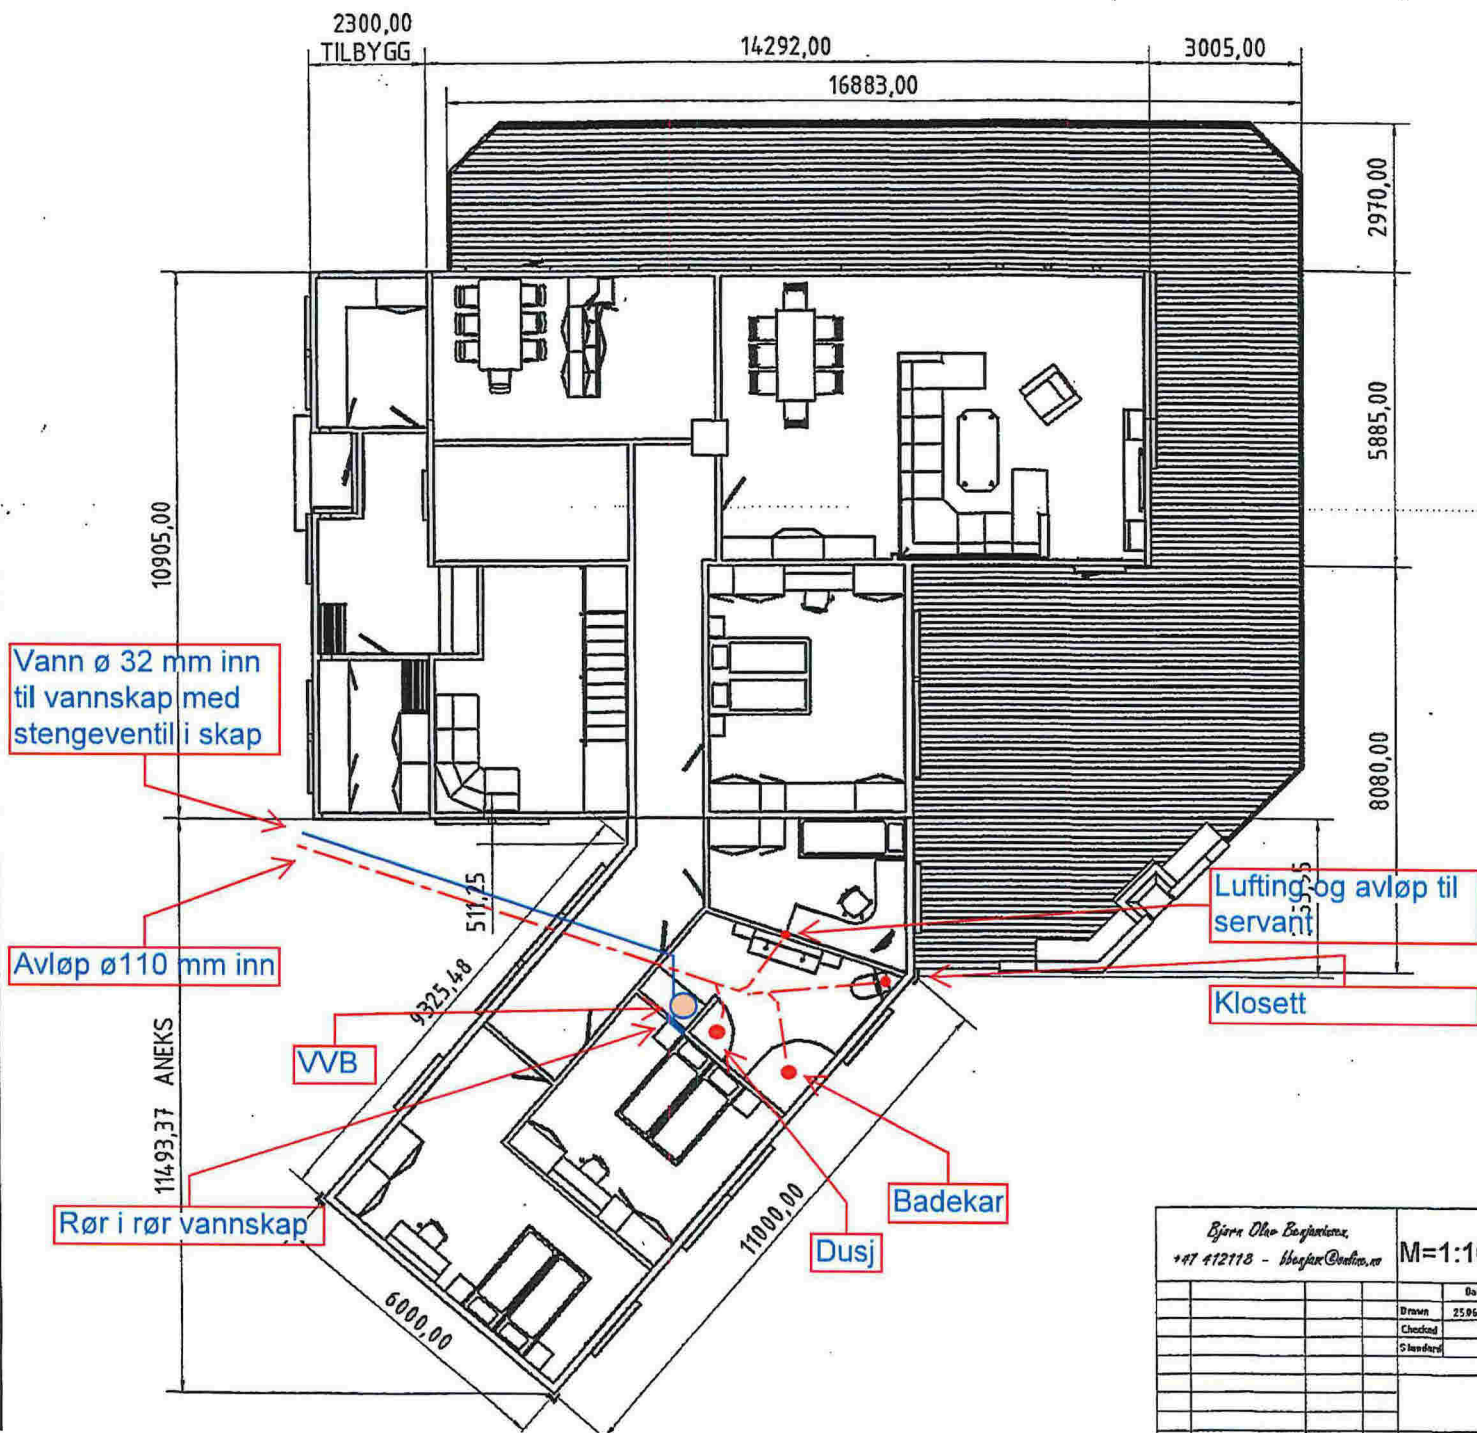 2300,00
TILBYGG
14292,00
3005,00
16883,00
2970,00
5885,00
10905,00
8080,00
Vann ø 32 mm inn
til vannskap med
stengeventil i skap
Avløp ø110 mm inn
511,25
9325,48
Lufting og avløp til
servant
Klosett
VVB
11493,37 ANEKS
Rør i rør vannskap
Badekar
Dusj
11000,00
6000,00
Bjørn Olav Benjaminsen,
M=1:1
Drawn
Checked
Standard